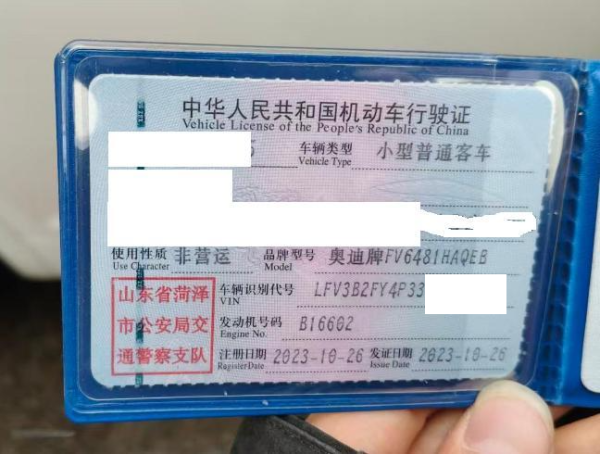 中华人民共和国机动车行驶证
Vehicle License of the People's Republic of China
车辆类型 小型普通客车
Vehicle Type
使用性质 非营运 品牌型号 奥迪牌FV6481HAQEB
Use Character Model
山东省菏泽 车辆识别代号 LFV3B2FY4P33
VIN
市公安局交 发动机号码 B16602
Engine No.
通警察支队 注册日期 2023-10-26 发证日期 2023-10-26
Register Date Issue Date